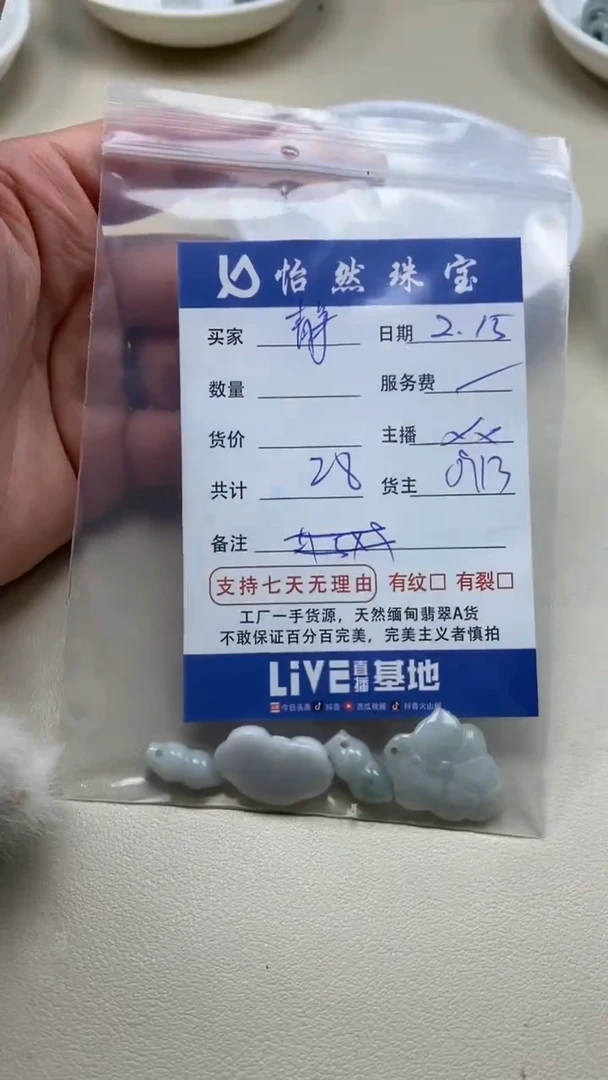 怡然珠宝
买家 静 日期 2.15
数量 服务费
货价 主播
共计 28 货主
备注
支持七天无理由 有纹□ 有裂□
工厂一手货源，天然缅甸翡翠A货
不敢保证百分百完美，完美主义者慎拍
LiVE直播基地
今日头条 抖音 西瓜视频 抖音火山版